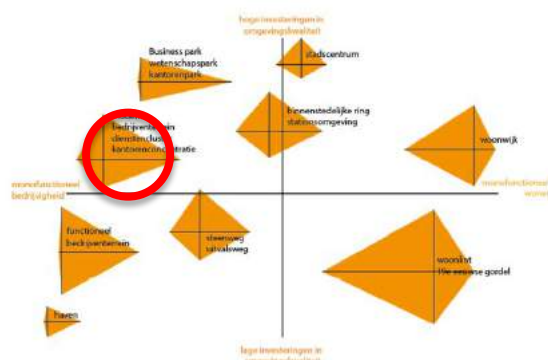 hoge investeringen in
omgevingskwaliteit
stadscentrum
Business park
wetenschapspark
kantorenpark
binnenstedelijke ring
stationsomgeving
bedrijventerrein
dienstencluster
kantorenconcentratie
woonwijk
monofunctioneel
bedrijvigheid
monofunctioneel
wonen
functioneel
bedrijventerrein
steenweg
uitvalsweg
woonlint
19e eeuwse gordel
haven
lage investeringen in